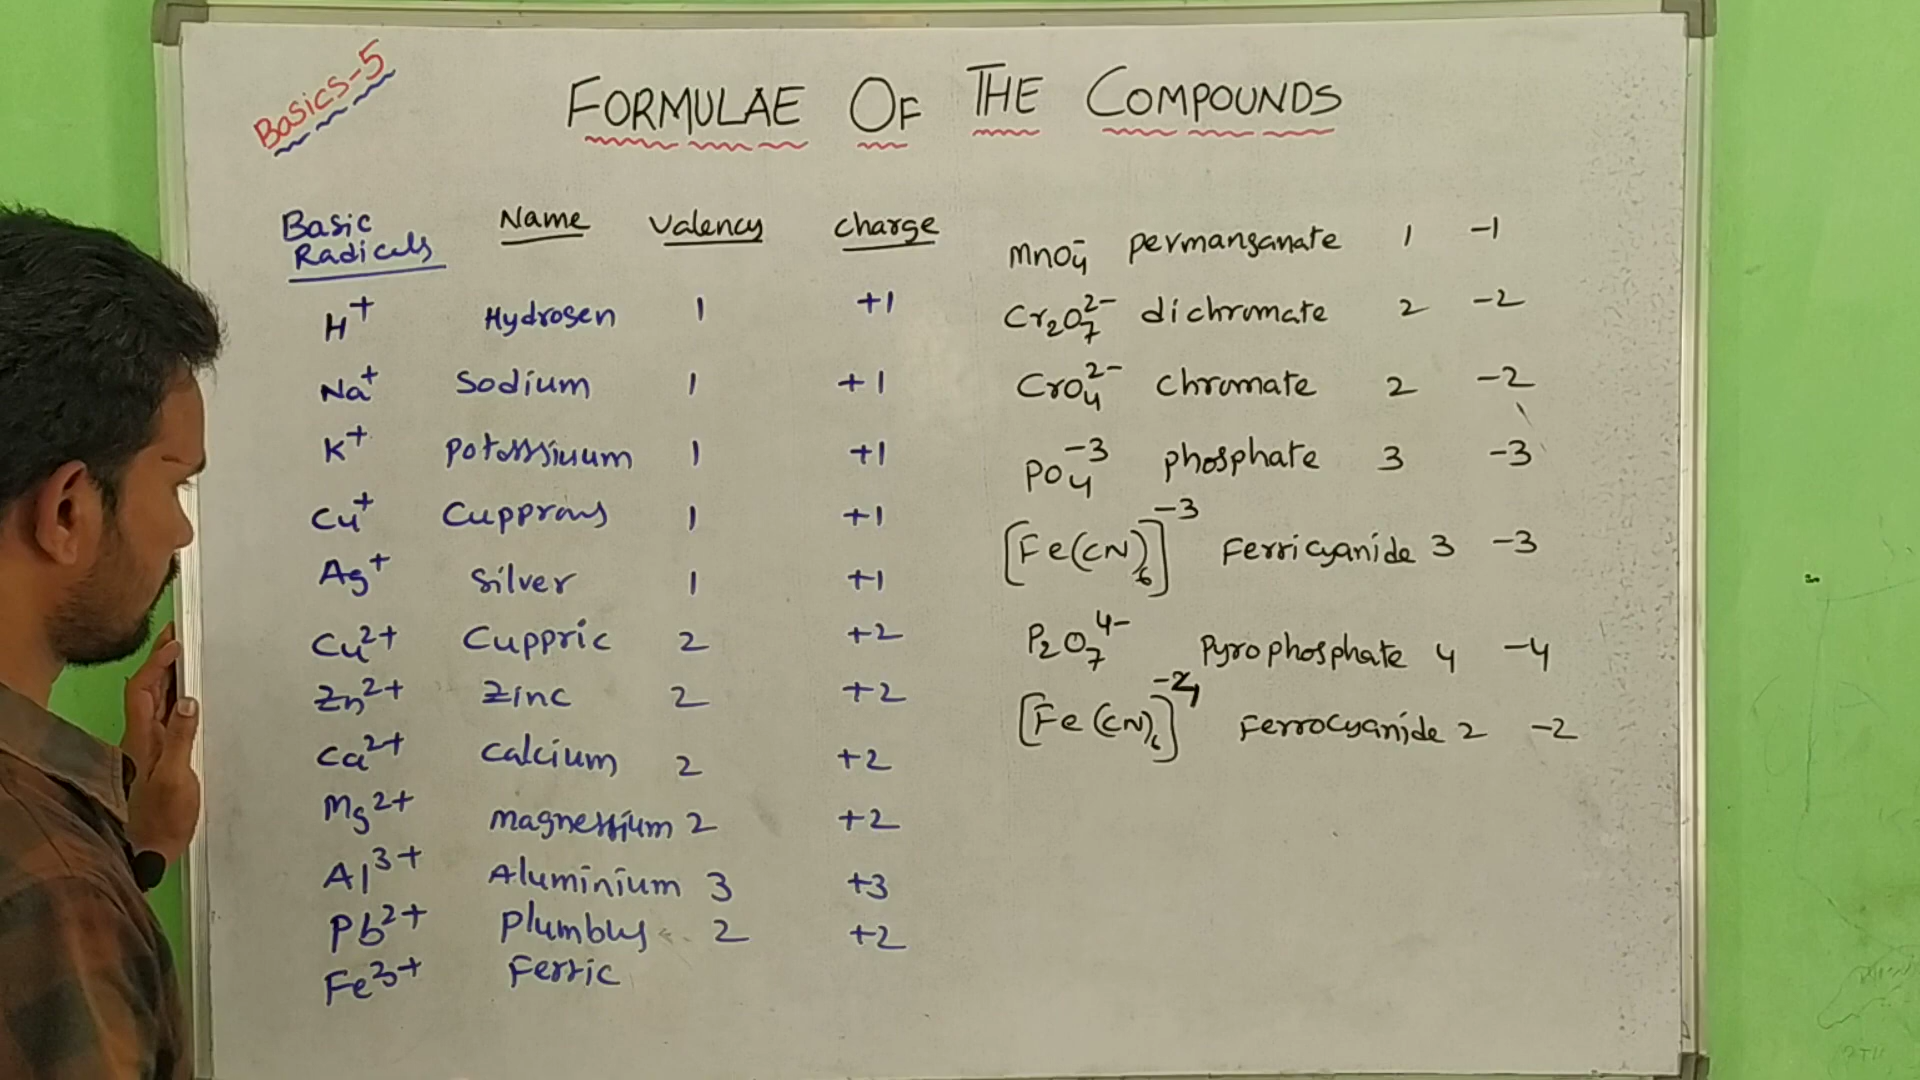 Basics-5
FORMULAE OF THE COMPOUNDS
Basic Radicals Name Valency charge
H⁺ Hydrogen 1 +1
Na⁺ Sodium 1 +1
K⁺ potassiuum 1 +1
Cu⁺ Cupprous 1 +1
Ag⁺ Silver 1 +1
Cu²⁺ Cuppric 2 +2
Zn²⁺ Zinc 2 +2
Ca²⁺ Calcium 2 +2
Mg²⁺ magnessium 2 +2
Al³⁺ Aluminium 3 +3
Pb²⁺ Plumbus 2 +2
Fe³⁺ Ferric
MnO₄⁻ permanganate 1 -1
Cr₂O₇²⁻ dichromate 2 -2
CrO₄²⁻ chromate 2 -2
PO₄⁻³ phosphate 3 -3
[Fe(CN)₆]⁻³ Ferricyanide 3 -3
P₂O₇⁴⁻ Pyrophosphate 4 -4
[Fe(CN)₆]⁻⁴ Ferrocyanide 2 -2